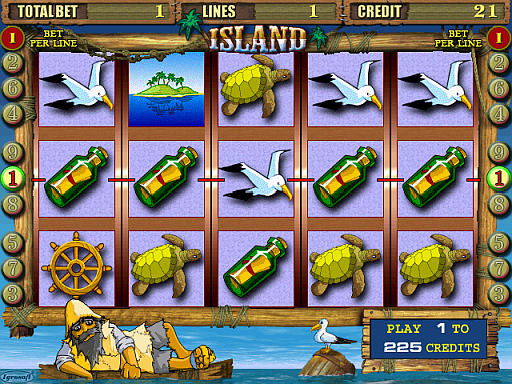 TOTALBET 1 LINES 1 CREDIT 21
ISLAND
1 BET PER LINE
BET PER LINE 1
2 2
6 6
4 4
9 9
1 1
8 8
5 5
7 7
3 3
PLAY 1 TO
225 CREDITS
Igrosoft